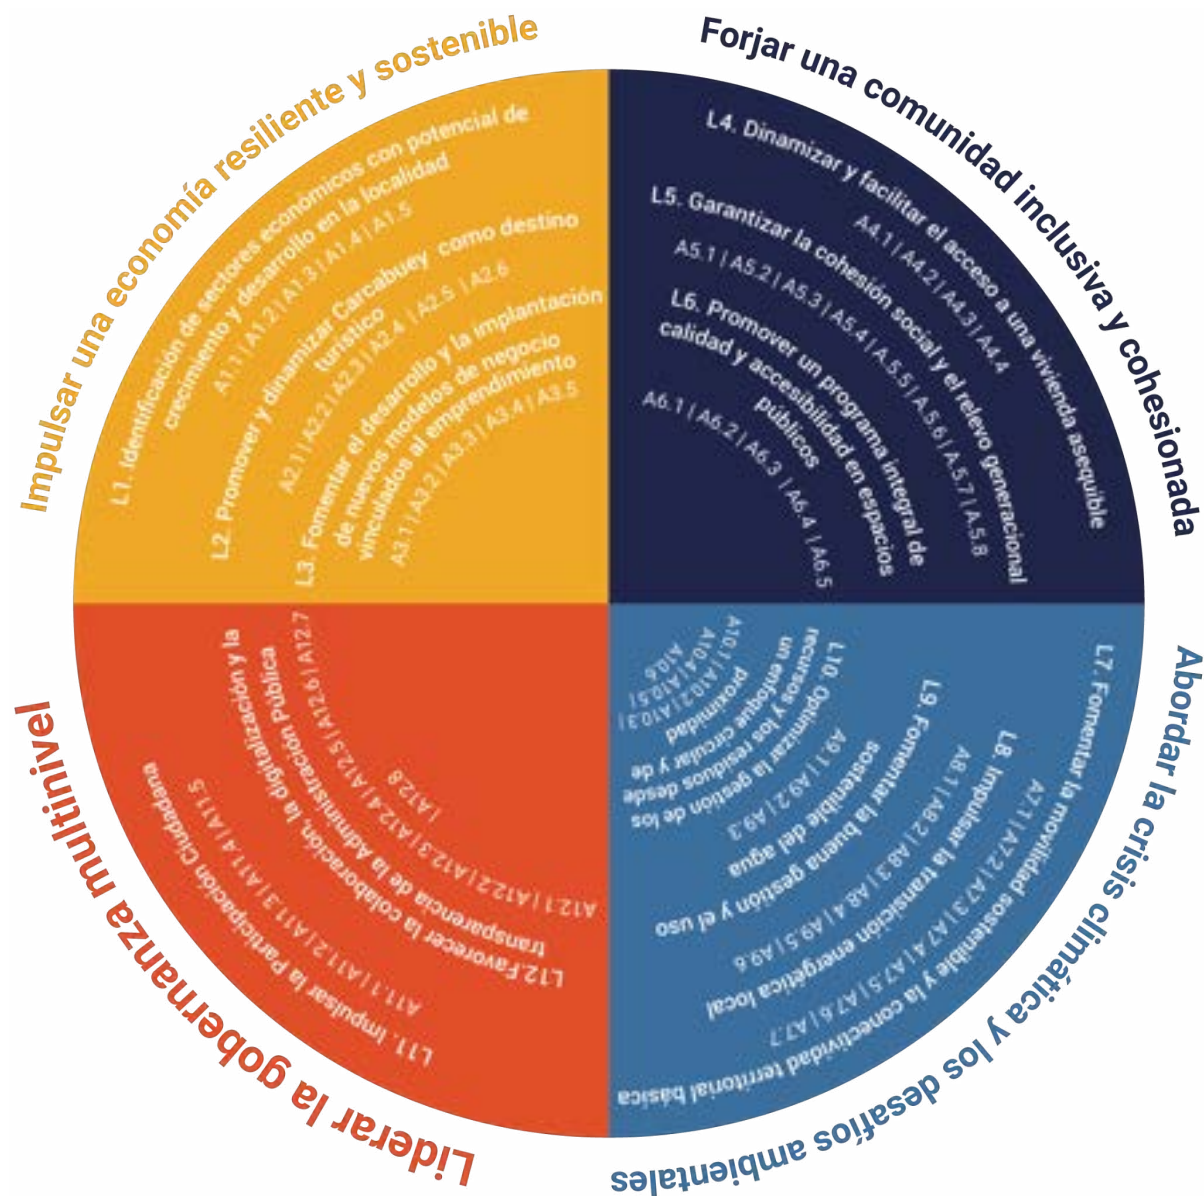 Impulsar una economía resiliente y sostenible
L1. Identificación de sectores económicos con potencial de
crecimiento y desarrollo en la localidad
A1.1 | A1.2 | A1.3 | A1.4 | A1.5
L2. Promover y dinamizar Carcabuey como destino
turístico
A2.1 | A2.2 | A2.3 | A2.4 | A2.5 | A2.6
L3. Fomentar el desarrollo y la implantación
de nuevos modelos de negocio
vinculados al emprendimiento
A3.1 | A3.2 | A3.3 | A3.4 | A3.5
Forjar una comunidad inclusiva y cohesionada
L4. Dinamizar y facilitar el acceso a una vivienda asequible
A4.1 | A4.2 | A4.3 | A4.4
L5. Garantizar la cohesión social y el relevo generacional
A5.1 | A5.2 | A5.3 | A5.4 | A.5.5 | A.5.6 | A.5.7 | A.5.8
L6. Promover un programa integral de
calidad y accesibilidad en espacios
públicos
A6.1 | A6.2 | A6.3 | A6.4 | A6.5
Abordar la crisis climática y los desafíos ambientales
L7. Fomentar la movilidad sostenible y la conectividad territorial básica
A7.1 | A7.2 | A7.3 | A7.4 | A7.5 | A7.6 | A7.7
L8. Impulsar la transición energética local
A8.1 | A8.2 | A8.3 | A8.4 | A9.5 | A9.6
L9. Fomentar la buena gestión y el uso
sostenible del agua
A9.1 | A9.2 | A9.3
L10. Optimizar la gestión de los
recursos y los residuos desde
un enfoque circular y de
proximidad
A10.1 | A10.2 | A10.3 |
A10.4 | A10.5 |
A10.6
Liderar la gobernanza multinivel
L11. Impulsar la Participación Ciudadana
A11.1 | A11.2 | A11.3 | A11.4 | A11.5
L12.Favorecer la colaboración, la digitalización y la
transparencia de la Administración Pública
A12.1 | A12.2 | A12.3 | A12.4 | A12.5 | A12.6 | A12.7
| A12.8